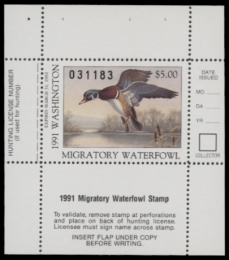 HUNTING LICENSE NUMBER
(if used for hunting)
1991 WASHINGTON
031183 $5.00
MIGRATORY WATERFOWL
DATE
ISSUED
MO
DA
YR
COLLECTOR
1991 Migratory Waterfowl Stamp
To validate, remove stamp at perforations
and place on back of hunting license.
Licensee must sign name across stamp.
INSERT FLAP UNDER COPY
BEFORE WRITING.